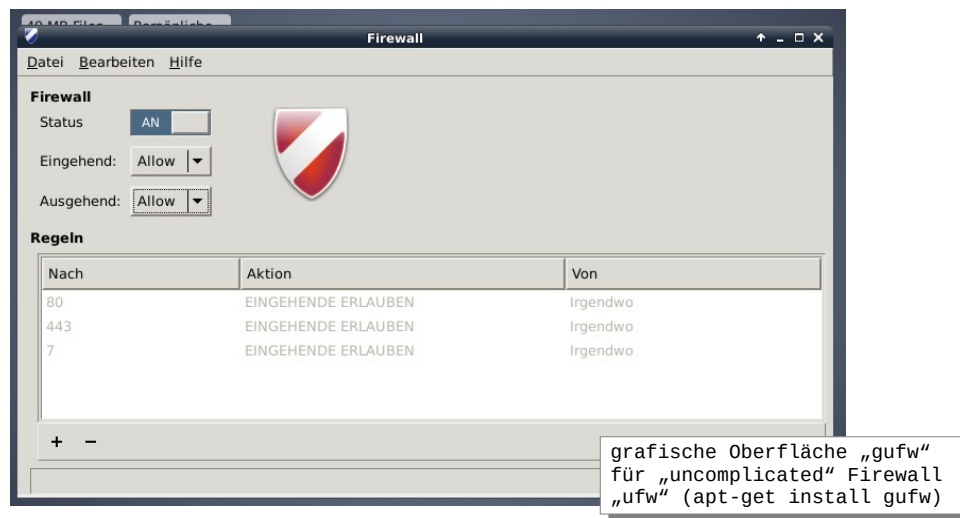 Firewall
Datei Bearbeiten Hilfe
Firewall
Status AN
Eingehend: Allow
Ausgehend: Allow
Regeln
Nach Aktion Von
80 EINGEHENDE ERLAUBEN Irgendwo
443 EINGEHENDE ERLAUBEN Irgendwo
7 EINGEHENDE ERLAUBEN Irgendwo
+ −
grafische Oberfläche „gufw“
für „uncomplicated“ Firewall
„ufw“ (apt-get install gufw)